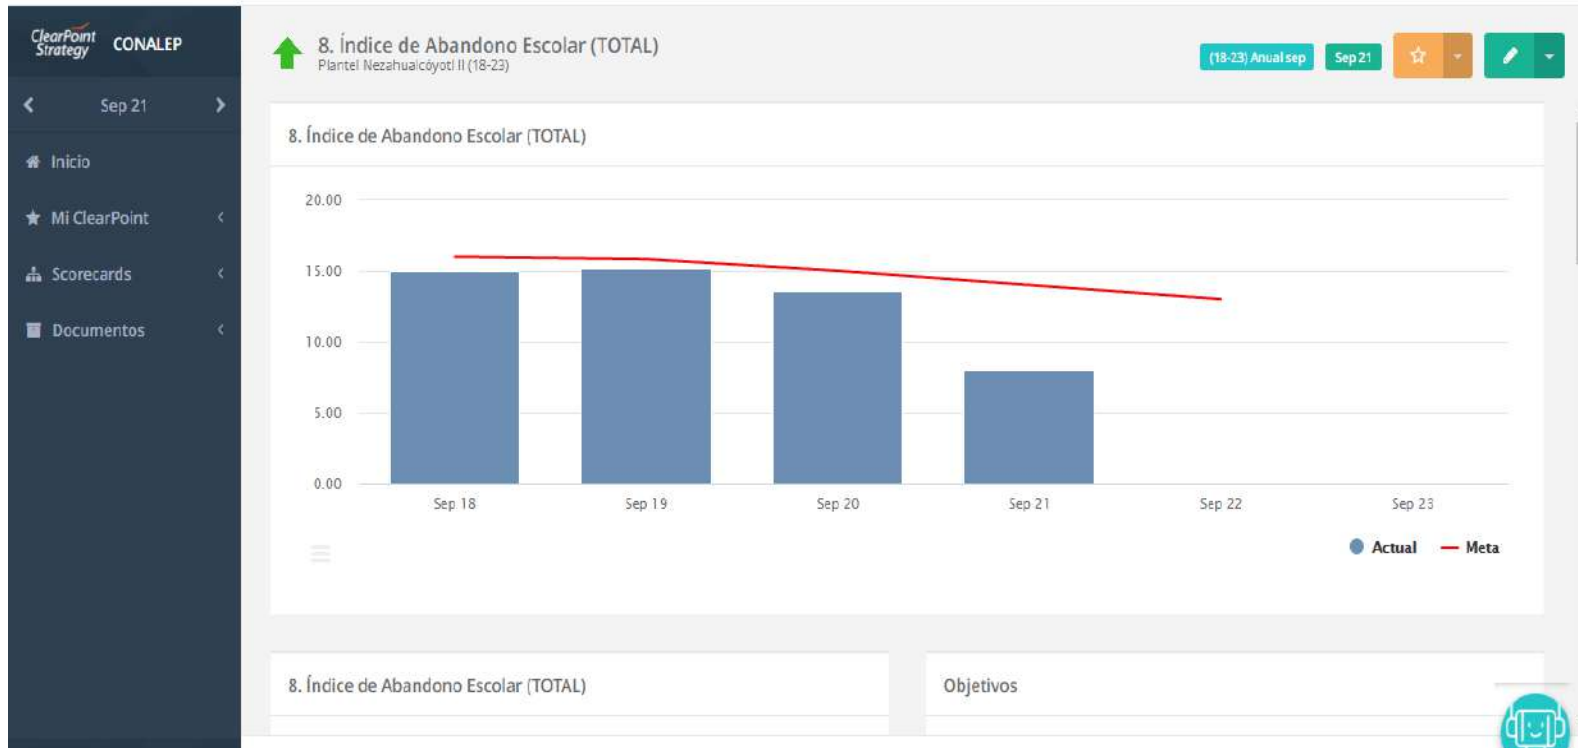 ClearPoint Strategy CONALEP
Sep 21
Inicio
Mi ClearPoint
Scorecards
Documentos
8. Índice de Abandono Escolar (TOTAL)
Plantel Nezahualcóyotl II (18-23)
(18-23) Anual sep
Sep 21
8. Índice de Abandono Escolar (TOTAL)
20.00
15.00
10.00
5.00
0.00
Sep 18 Sep 19 Sep 20 Sep 21 Sep 22 Sep 23
Actual Meta
8. Índice de Abandono Escolar (TOTAL)
Objetivos